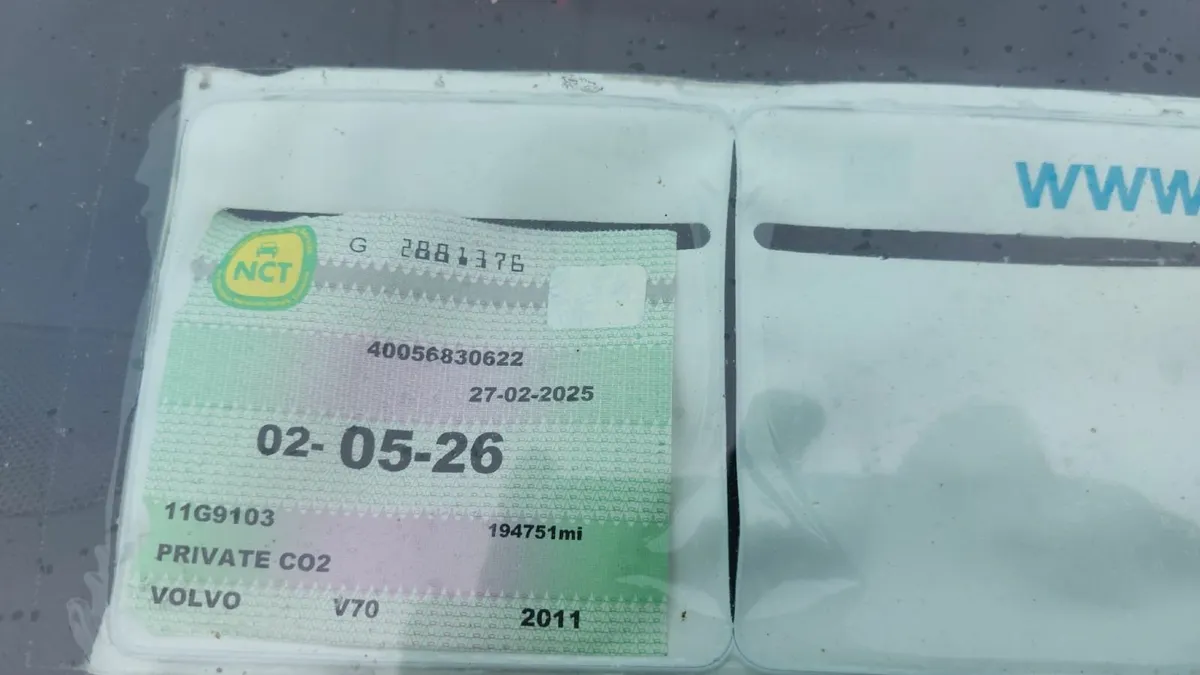 WWW
NCT
G 2881376
40056830622
27-02-2025
02- 05-26
11G9103
194751mi
PRIVATE CO2
VOLVO V70 2011